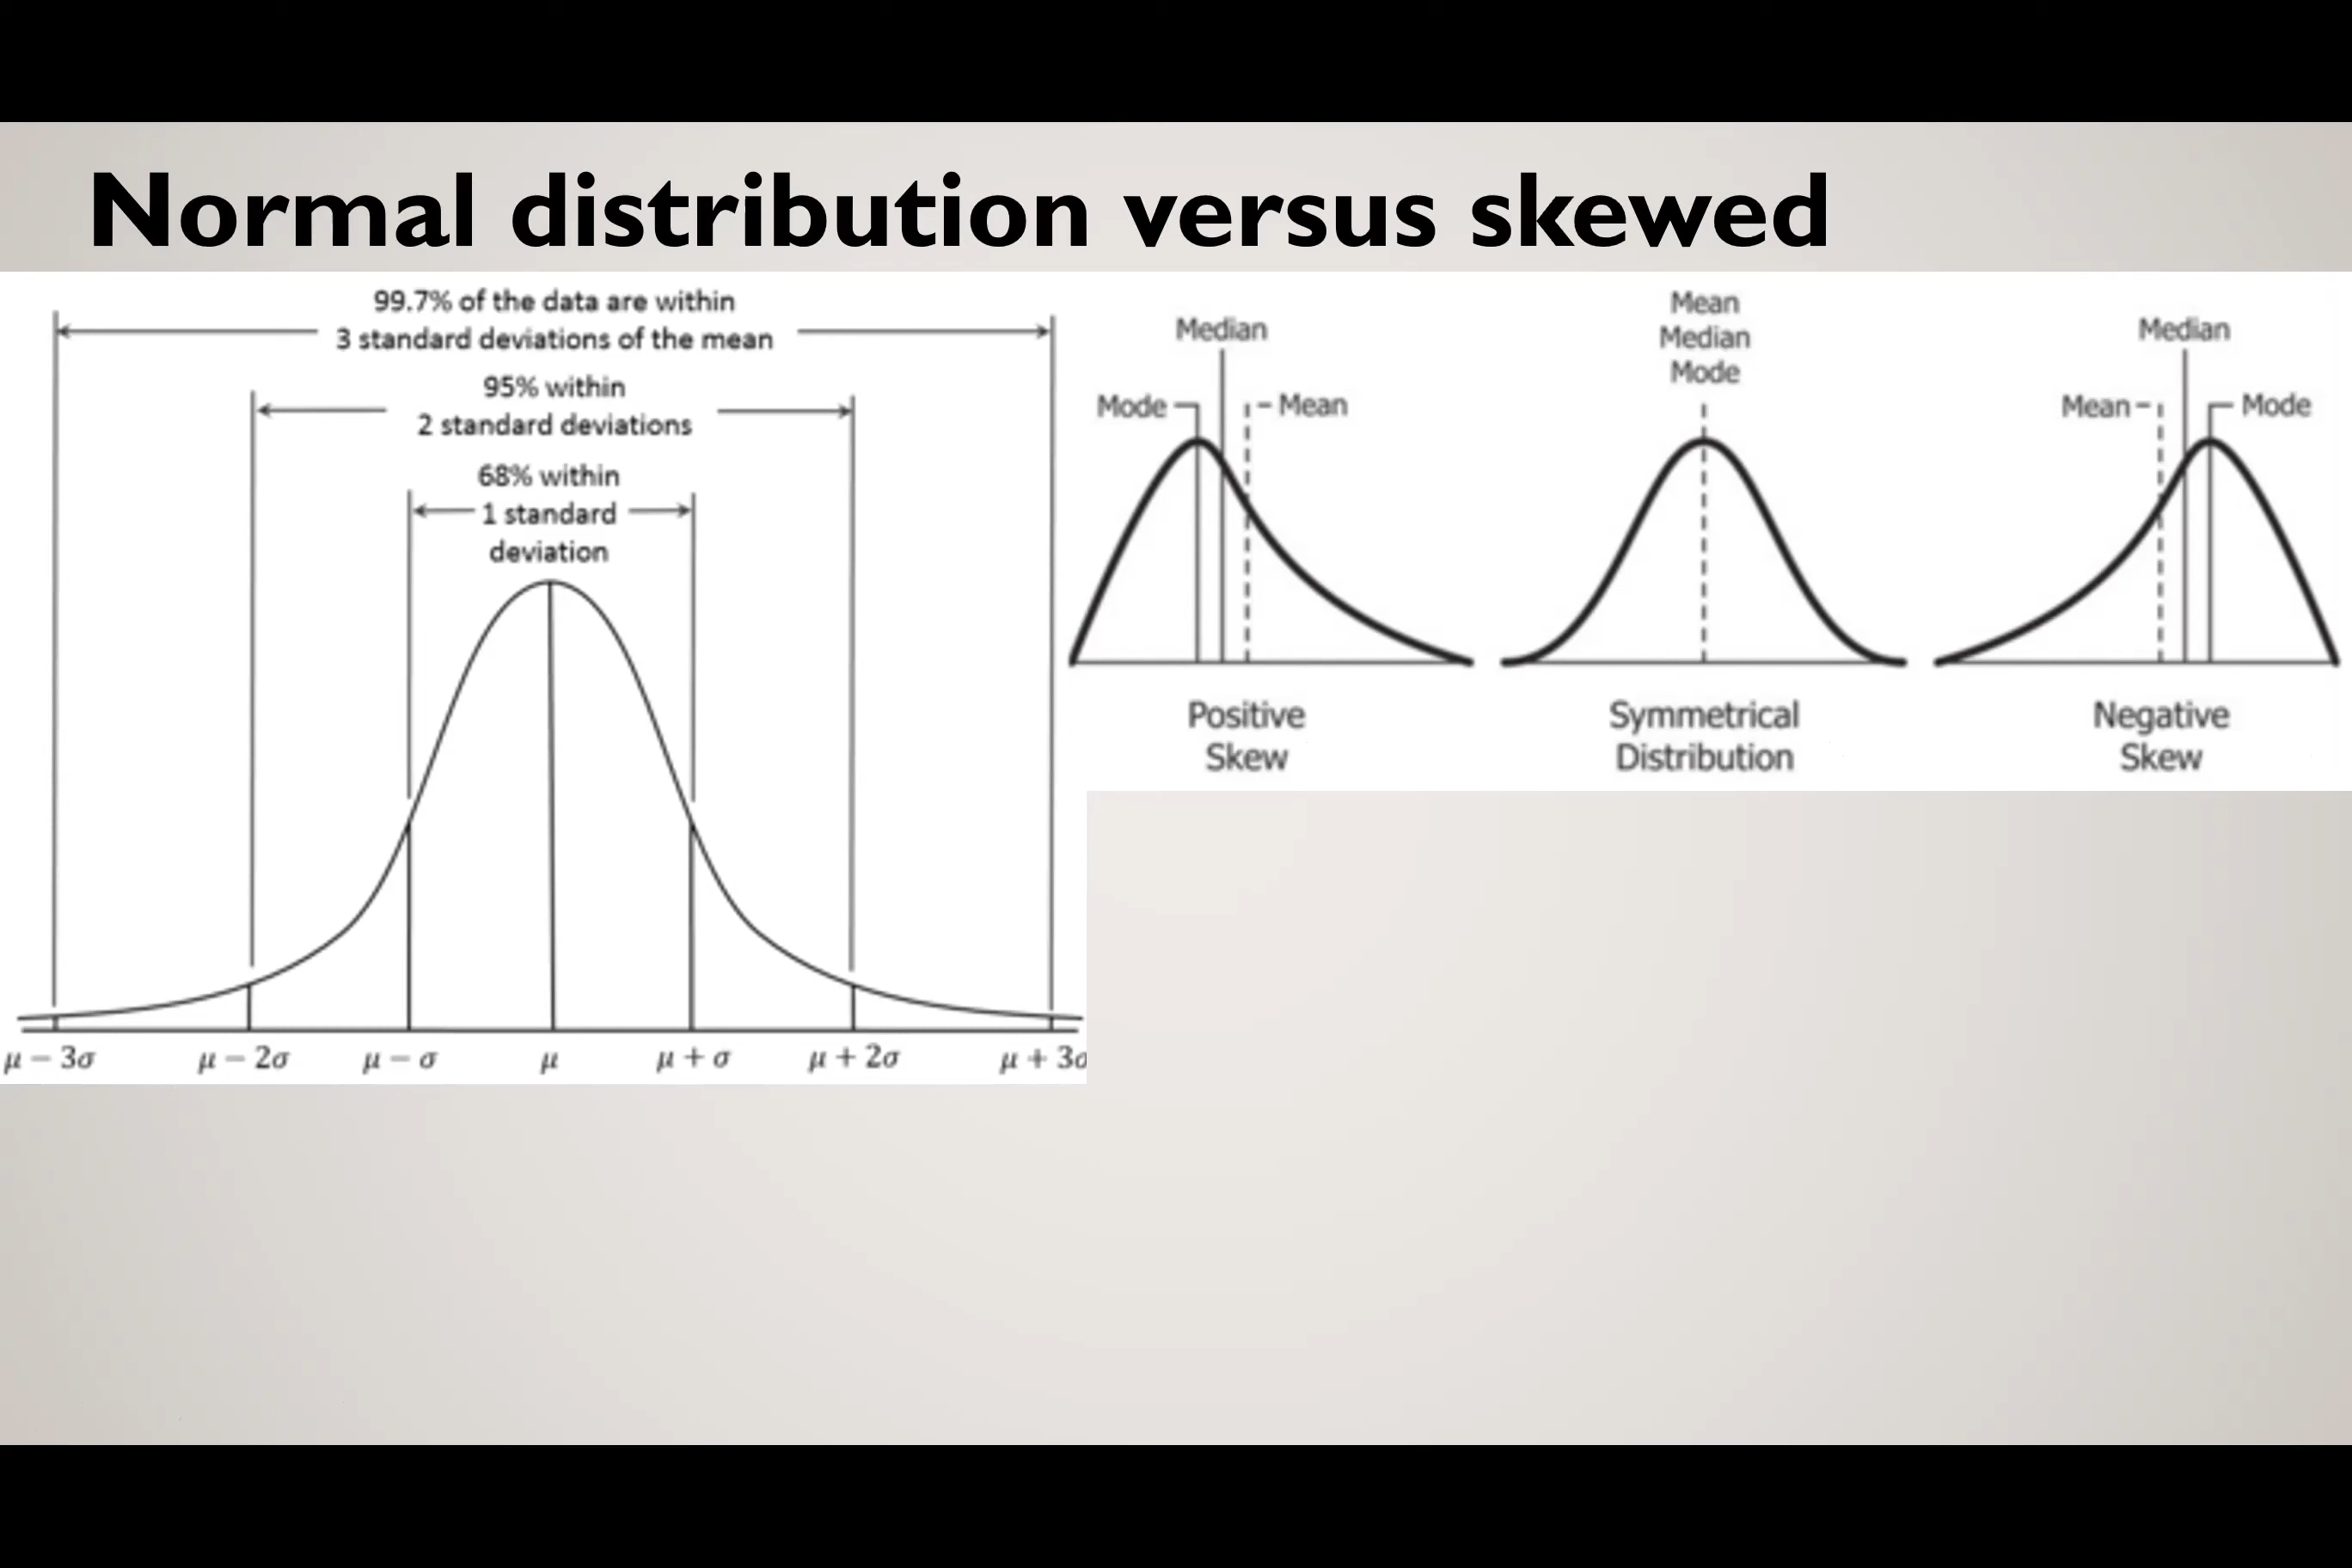 Normal distribution versus skewed
99.7% of the data are within
3 standard deviations of the mean
95% within
2 standard deviations
68% within
1 standard
deviation
μ − 3σ
μ − 2σ
μ − σ
μ
μ + σ
μ + 2σ
μ + 3σ
Median
Mode
Mean
Positive
Skew
Mean
Median
Mode
Symmetrical
Distribution
Median
Mean
Mode
Negative
Skew